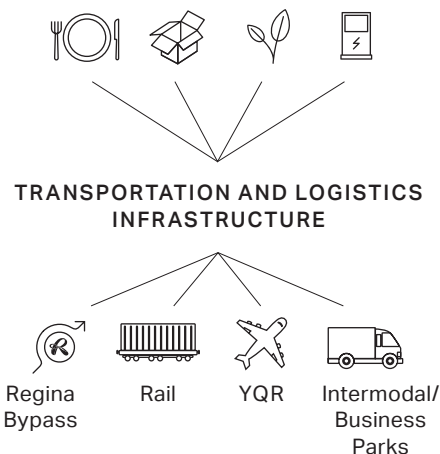 TRANSPORTATION AND LOGISTICS
INFRASTRUCTURE
R
Regina
Bypass
Rail
YQR
Intermodal/
Business
Parks